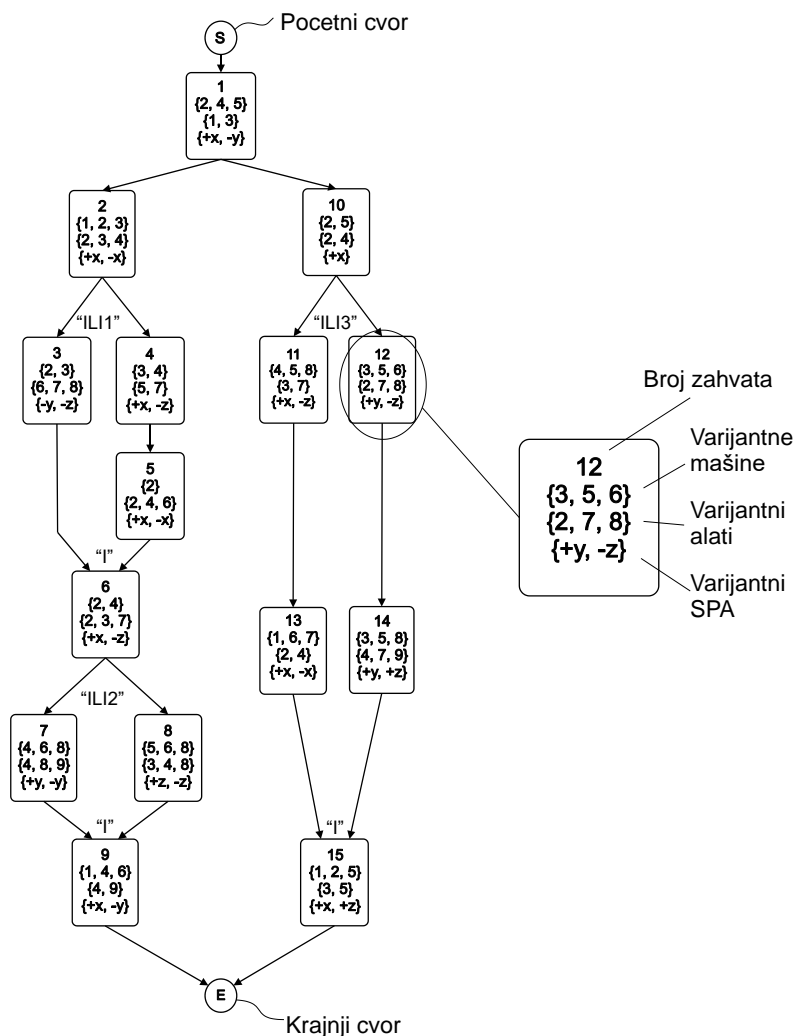 Pocetni cvor
S
1
{2, 4, 5}
{1, 3}
{+x, -y}
2
{1, 2, 3}
{2, 3, 4}
{+x, -x}
10
{2, 5}
{2, 4}
{+x}
“ILI1”
“ILI3”
3
{2, 3}
{6, 7, 8}
{-y, -z}
4
{3, 4}
{5, 7}
{+x, -z}
11
{4, 5, 8}
{3, 7}
{+x, -z}
12
{3, 5, 6}
{2, 7, 8}
{+y, -z}
5
{2}
{2, 4, 6}
{+x, -x}
Broj zahvata
12
{3, 5, 6}
{2, 7, 8}
{+y, -z}
Varijantne
mašine
Varijantni
alati
Varijantni
SPA
“I”
6
{2, 4}
{2, 3, 7}
{+x, -z}
13
{1, 6, 7}
{2, 4}
{+x, -x}
14
{3, 5, 8}
{4, 7, 9}
{+y, +z}
“ILI2”
7
{4, 6, 8}
{4, 8, 9}
{+y, -y}
8
{5, 6, 8}
{3, 4, 8}
{+z, -z}
“I”
“I”
9
{1, 4, 6}
{4, 9}
{+x, -y}
15
{1, 2, 5}
{3, 5}
{+x, +z}
E
Krajnji cvor